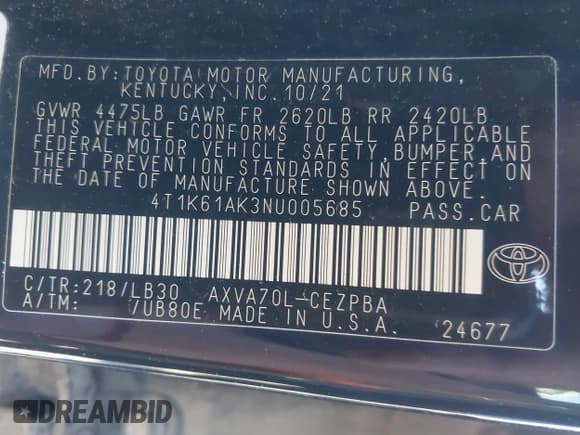 MFD.BY:TOYOTA MOTOR MANUFACTURING,
KENTUCKY,INC.10/21
GVWR 4475LB GAWR FR 2620LB RR 2420LB
THIS VEHICLE CONFORMS TO ALL APPLICABLE
FEDERAL MOTOR VEHICLE SAFETY,BUMPER,AND
THEFT PREVENTION STANDARDS IN EFFECT ON
THE DATE OF MANUFACTURE SHOWN ABOVE.
4T1K61AK3NU005685 PASS.CAR
C/TR:218/LB30 AXVA70L-CEZPBA
A/TM: /UB80E MADE IN U.S.A. 24677
DREAMBID